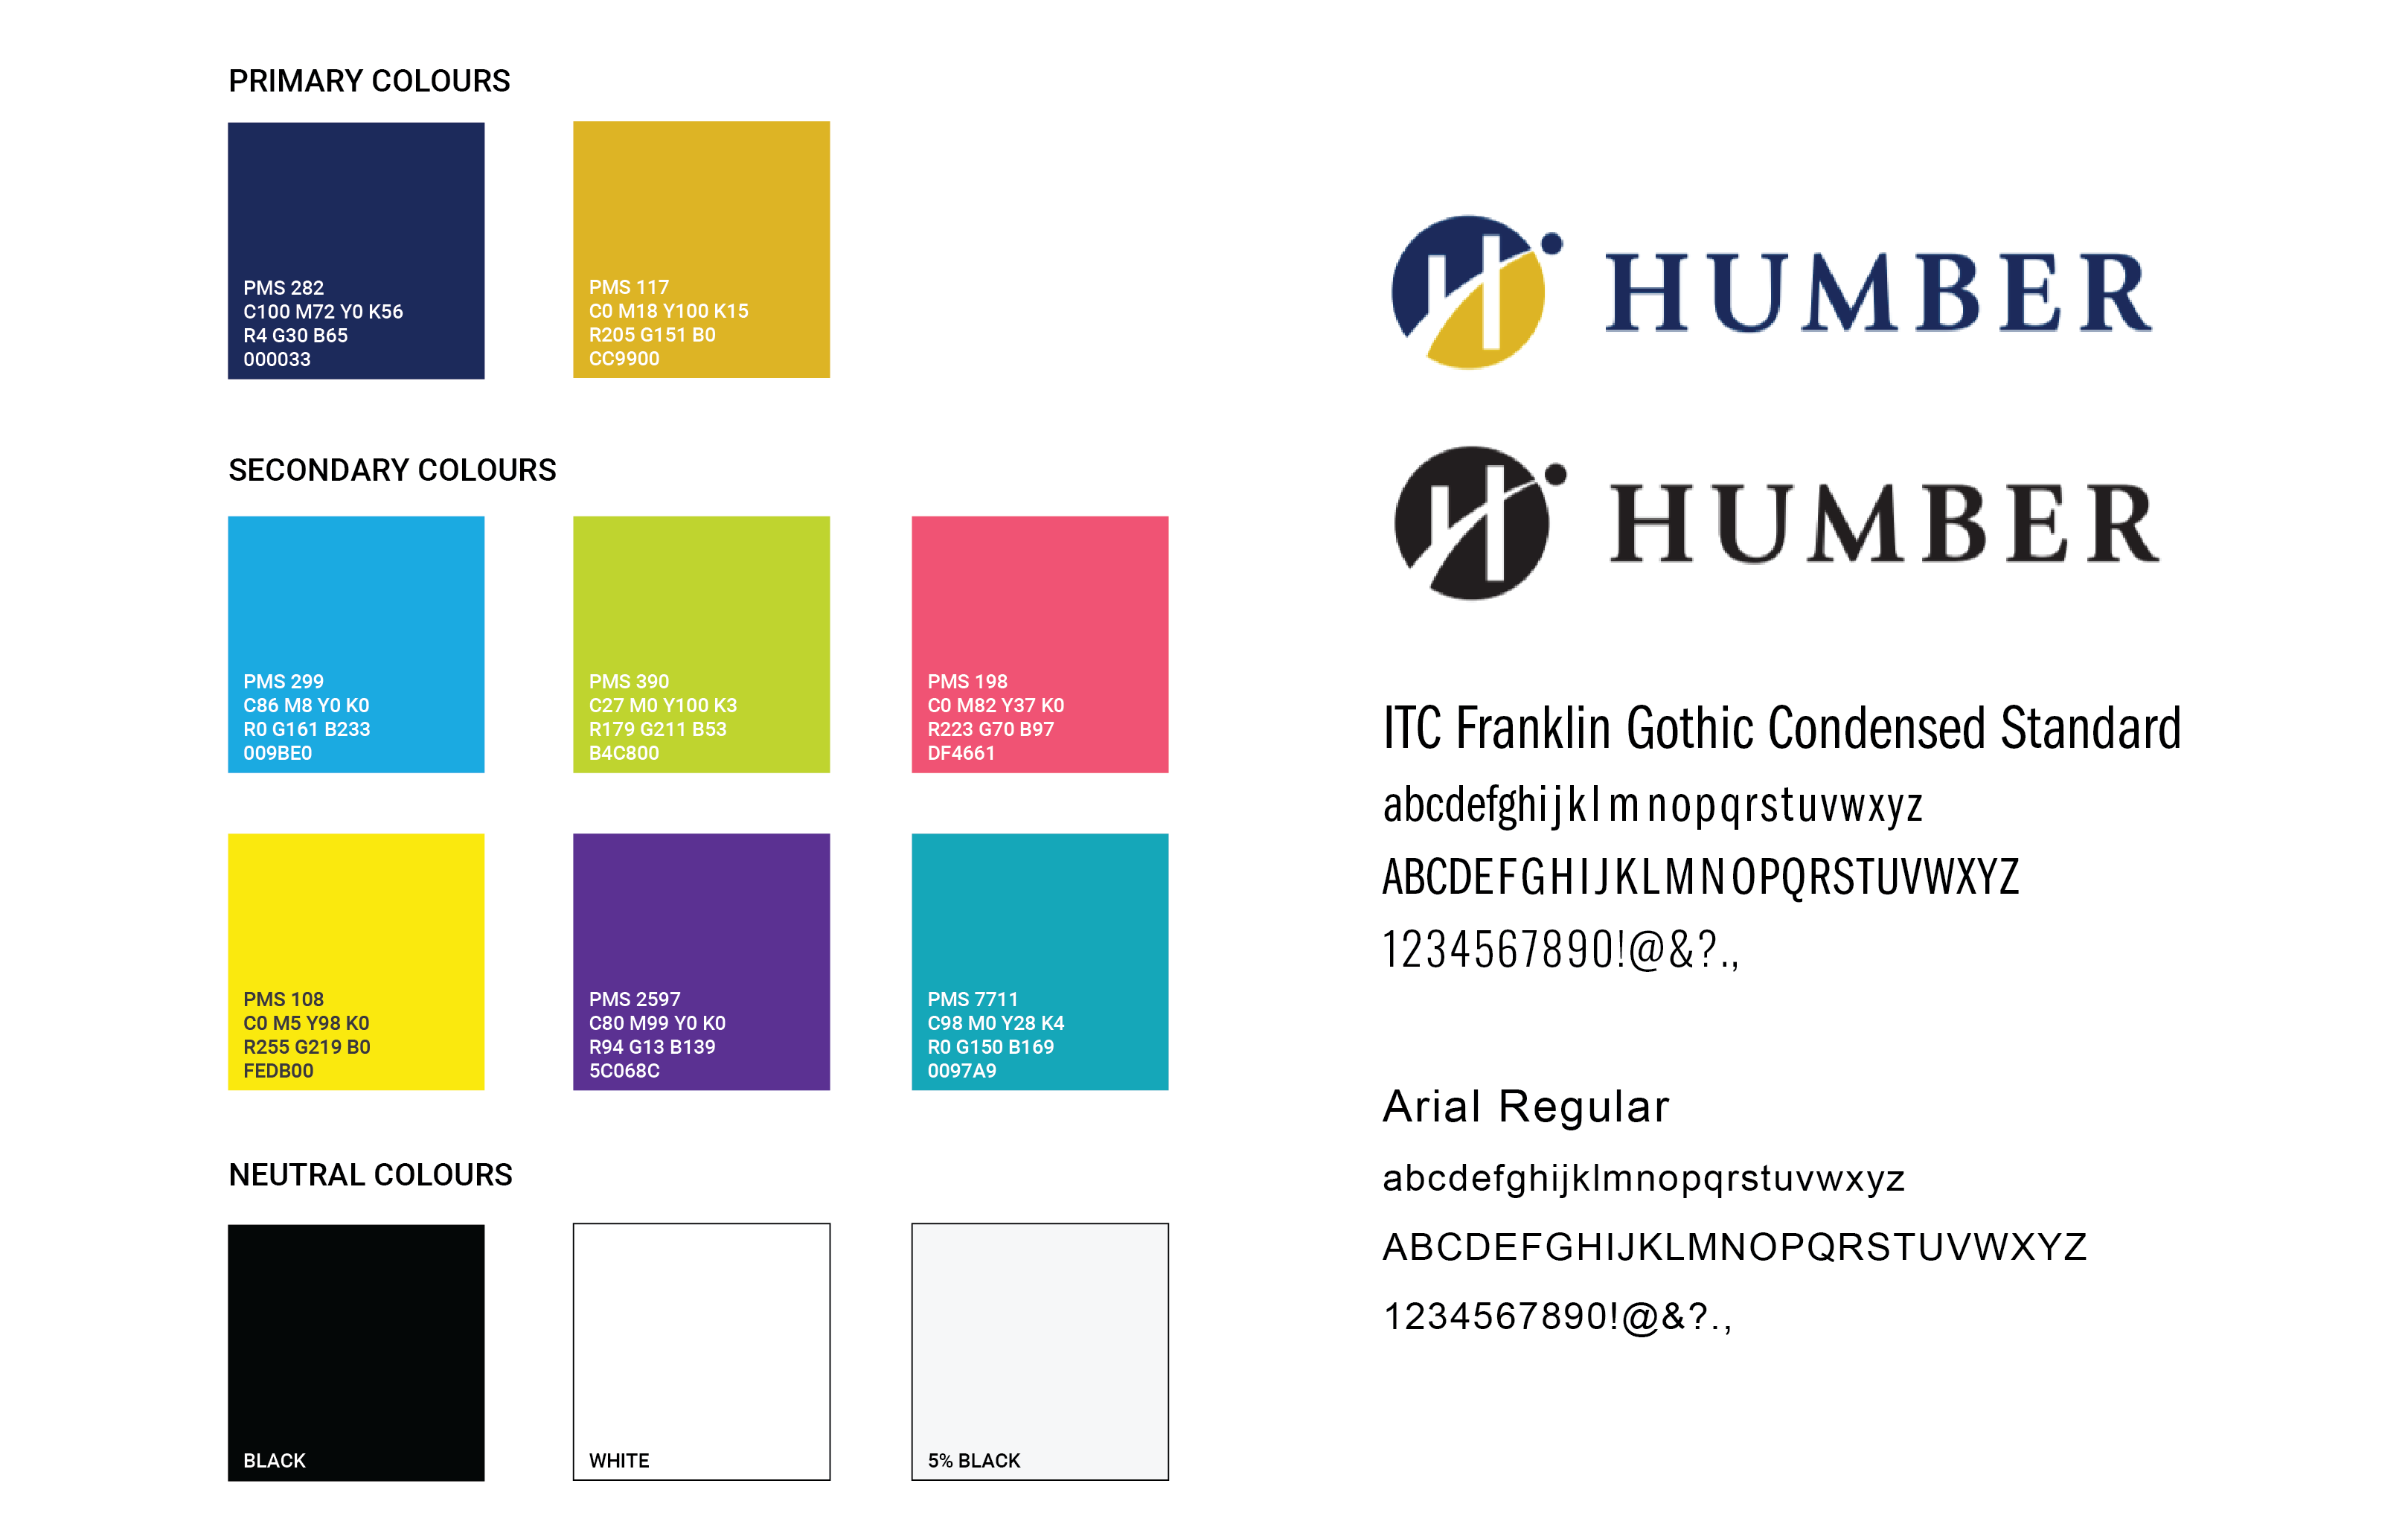 PRIMARY COLOURS
PMS 282
C100 M72 Y0 K56
R4 G30 B65
000033
PMS 117
C0 M18 Y100 K15
R205 G151 B0
CC9900
SECONDARY COLOURS
PMS 299
C86 M8 Y0 K0
R0 G161 B233
009BE0
PMS 390
C27 M0 Y100 K3
R179 G211 B53
B4C800
PMS 198
C0 M82 Y37 K0
R223 G70 B97
DF4661
PMS 108
C0 M5 Y98 K0
R255 G219 B0
FEDB00
PMS 2597
C80 M99 Y0 K0
R94 G13 B139
5C068C
PMS 7711
C98 M0 Y28 K4
R0 G150 B169
0097A9
NEUTRAL COLOURS
BLACK
WHITE
5% BLACK
H HUMBER
H HUMBER
ITC Franklin Gothic Condensed Standard
abcdefghijklmnopqrstuvwxyz
ABCDEFGHIJKLMNOPQRSTUVWXYZ
1234567890!@&?.,
Arial Regular
abcdefghijklmnopqrstuvwxyz
ABCDEFGHIJKLMNOPQRSTUVWXYZ
1234567890!@&?.,